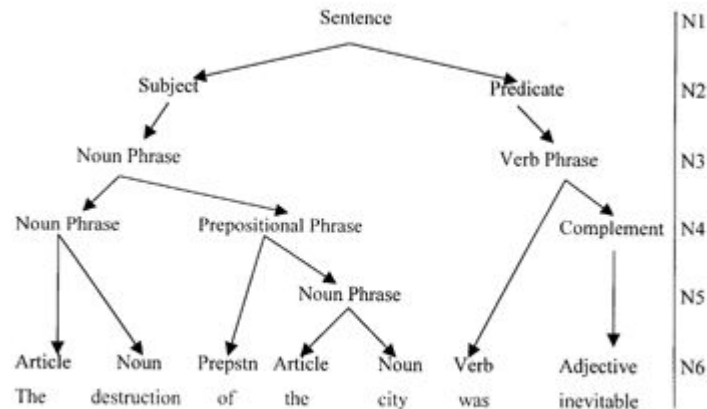 Sentence N1
Subject Predicate N2
Noun Phrase Verb Phrase N3
Noun Phrase Prepositional Phrase Complement N4
Noun Phrase N5
Article Noun Prepstn Article Noun Verb Adjective N6
The destruction of the city was inevitable